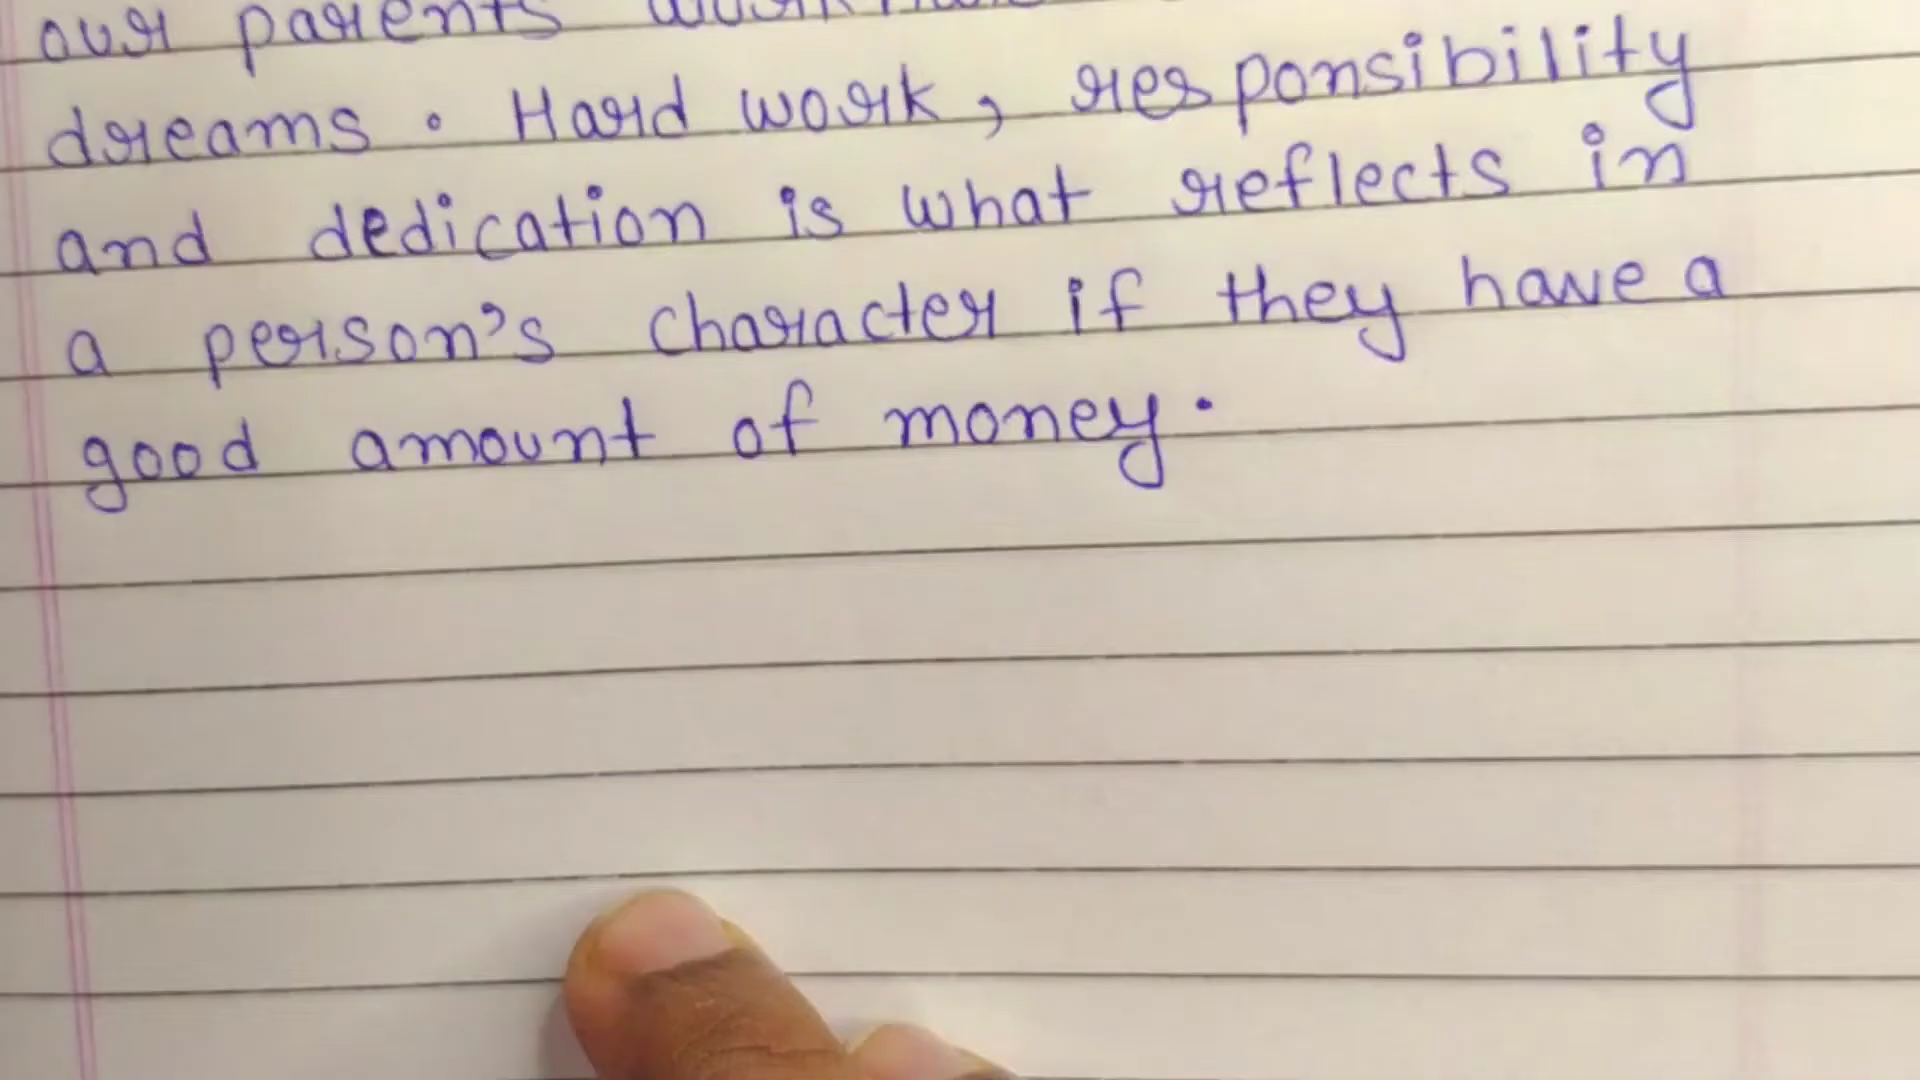 our parents work
dreams. Hard work, responsibility
and dedication is what reflects in
a person's character if they have a
good amount of money.